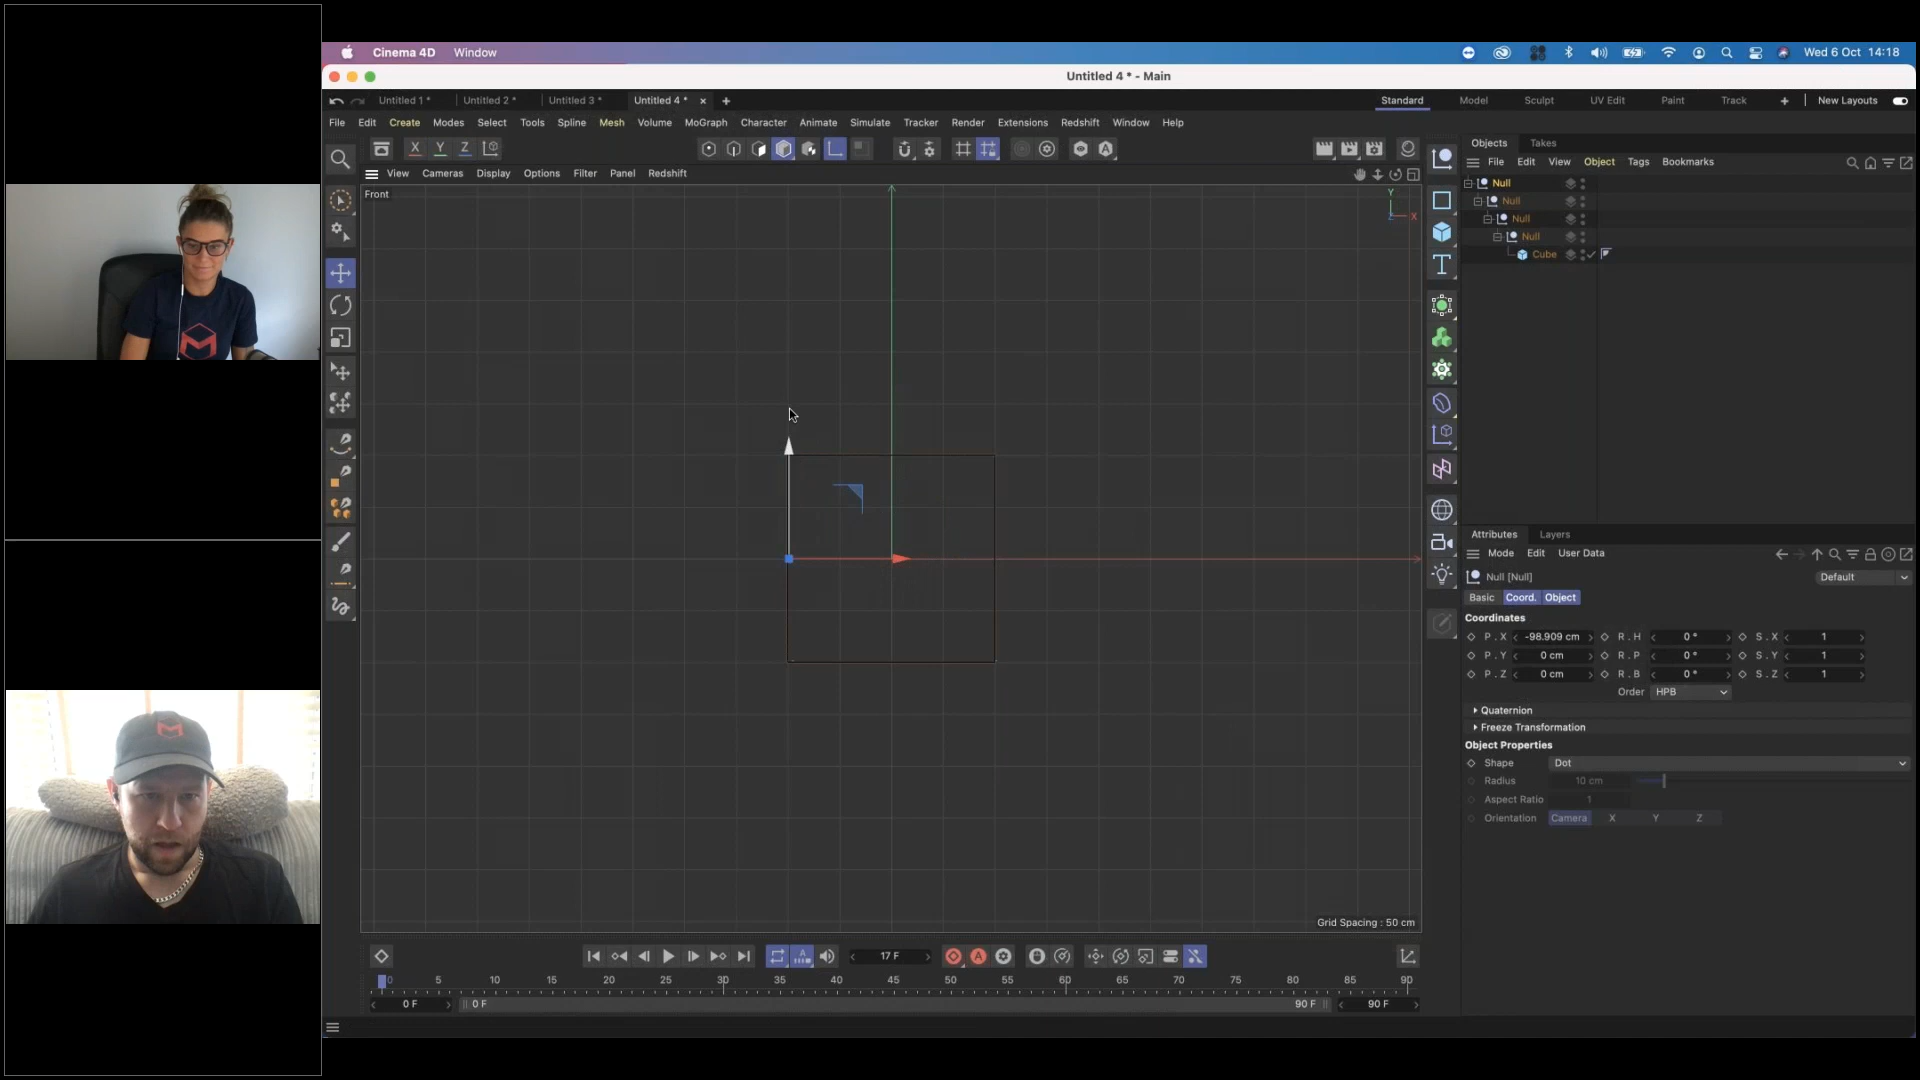 Cinema 4D Window
Wed 6 Oct 14:18
Untitled 4 * - Main
Untitled 1 * Untitled 2 * Untitled 3 * Untitled 4 * × +
Standard Model Sculpt UV Edit Paint Track + New Layouts
File Edit Create Modes Select Tools Spline Mesh Volume MoGraph Character Animate Simulate Tracker Render Extensions Redshift Window Help
X Y Z
View Cameras Display Options Filter Panel Redshift
Front
Y
X
Grid Spacing : 50 cm
Objects Takes
File Edit View Object Tags Bookmarks
Null
Null
Null
Null
Cube
Attributes Layers
Mode Edit User Data
Null [Null] Default
Basic Coord. Object
Coordinates
P . X -98.909 cm R . H 0 ° S . X 1
P . Y 0 cm R . P 0 ° S . Y 1
P . Z 0 cm R . B 0 ° S . Z 1
Order HPB
Quaternion
Freeze Transformation
Object Properties
Shape Dot
Radius 10 cm
Aspect Ratio 1
Orientation Camera X Y Z
17 F
0 5 10 15 20 25 30 35 40 45 50 55 60 65 70 75 80 85 90
0 F 0 F 90 F 90 F